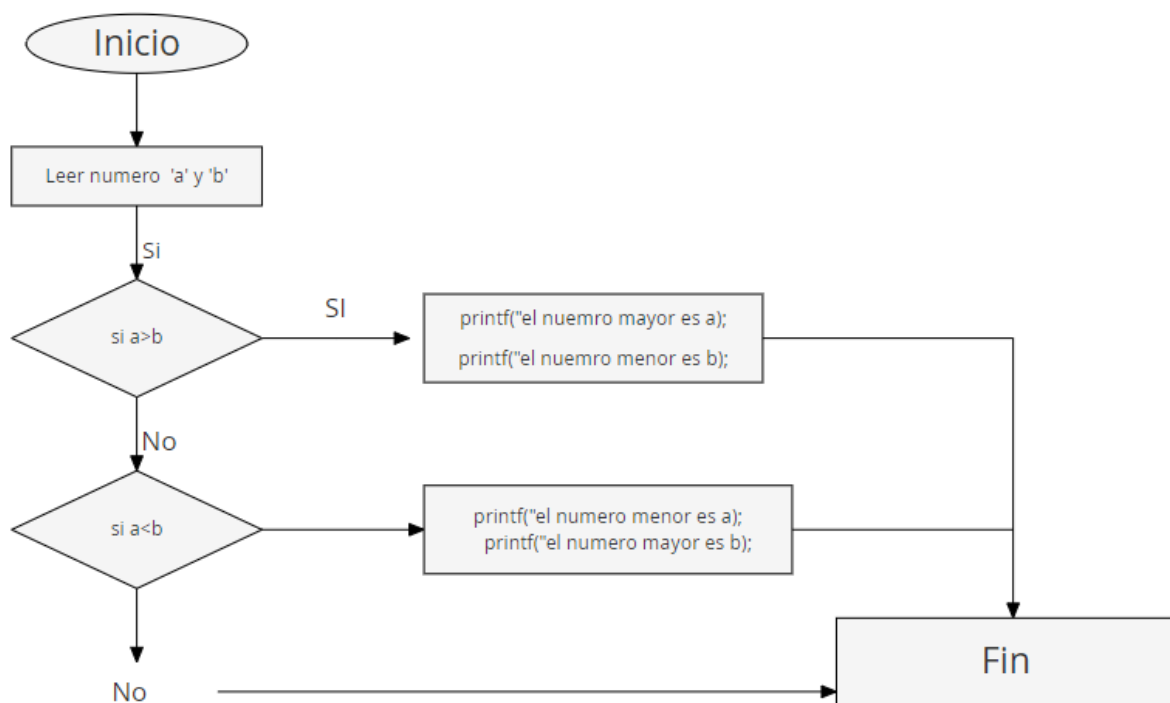 Inicio
Leer numero 'a' y 'b'
Si
si a>b
SI
printf("el nuemro mayor es a);
printf("el nuemro menor es b);
No
si a<b
printf("el numero menor es a);
printf("el numero mayor es b);
No
Fin